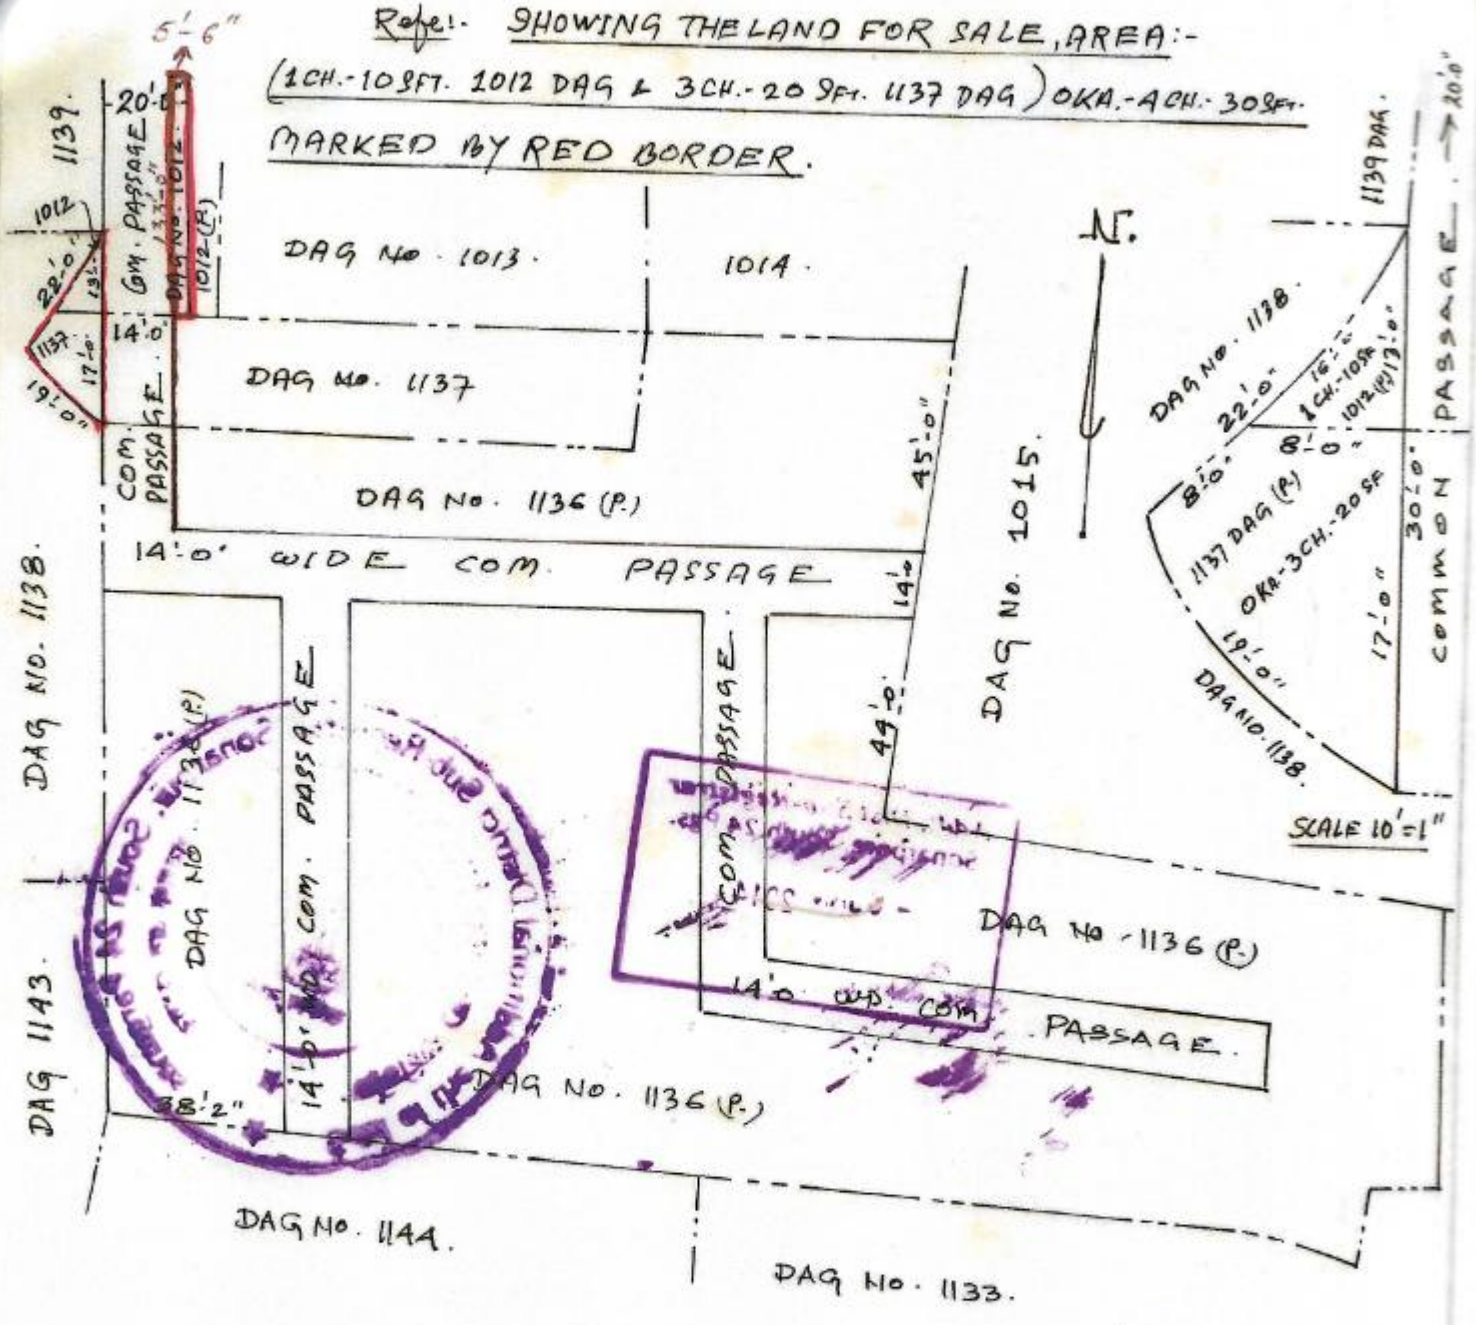 5'-6"
Refe:- SHOWING THE LAND FOR SALE, AREA:-
(1CH.-10SFT. 1012 DAG & 3CH.-20 SFT. 1137 DAG) OKA.-4CH.-30SFT.
MARKED BY RED BORDER.
1139.
20'-0
COM. PASSAGE
133'-0"
DAG NO. 1012.
1012 (P.)
1012
22'-0"
13'-
1137
17'-0"
19'-0"
14'-0"
COM. PASSAGE.
DAG NO. 1013.
1014.
DAG NO. 1137
DAG NO. 1136 (P.)
14'-0" WIDE COM. PASSAGE
45'-0"
14'-0
44'-0"
N.
DAG NO. 1015.
1139 DAG.
COMMON PASSAGE. → 20'-0"
DAG NO. 1138.
22'-0"
1CH.-10SF
1012 (P.)
13'-0"
8'-0"
8'-0"
1137 DAG (P.)
OKA-3CH.-20SF
30'-0"
17'-0"
19'-0"
DAG NO. 1138.
SCALE 10'=1"
DAG NO. 1138.
DAG NO. 1136 (P.)
14'-0" WD. COM. PASSAGE
COM. PASSAGE.
DAG NO. 1136 (P.)
14'-0 WD. COM PASSAGE.
DAG NO. 1136 (P.)
DAG 1143.
38'-2"
DAG NO. 1144.
DAG NO. 1133.